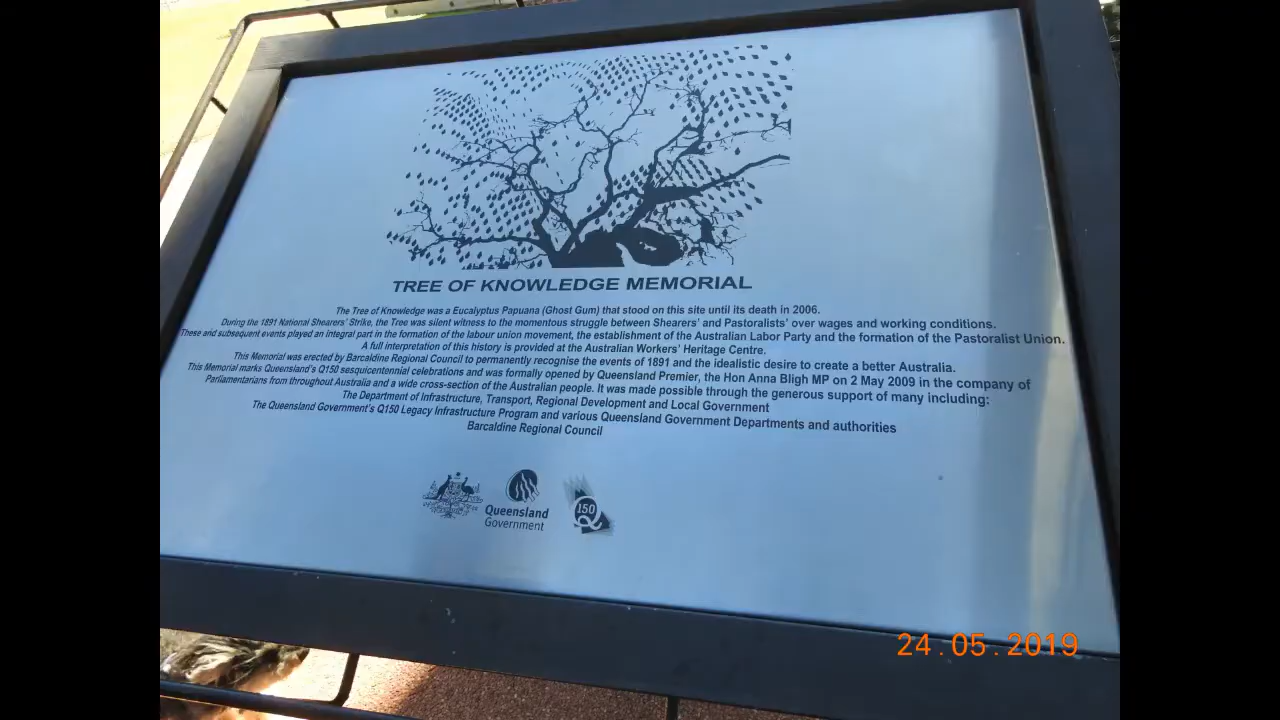 TREE OF KNOWLEDGE MEMORIAL
The Tree of Knowledge was a Eucalyptus Papuana (Ghost Gum) that stood on this site until its death in 2006.
During the 1891 National Shearers' Strike, the Tree was silent witness to the momentous struggle between Shearers' and Pastoralists' over wages and working conditions.
These and subsequent events played an integral part in the formation of the labour union movement, the establishment of the Australian Labor Party and the formation of the Pastoralist Union.
A full interpretation of this history is provided at the Australian Workers' Heritage Centre.
This Memorial was erected by Barcaldine Regional Council to permanently recognise the events of 1891 and the idealistic desire to create a better Australia.
This Memorial marks Queensland's Q150 sesquicentennial celebrations and was formally opened by Queensland Premier, the Hon Anna Bligh MP on 2 May 2009 in the company of
Parliamentarians from throughout Australia and a wide cross-section of the Australian people. It was made possible through the generous support of many including:
The Department of Infrastructure, Transport, Regional Development and Local Government
The Queensland Government's Q150 Legacy Infrastructure Program and various Queensland Government Departments and authorities
Barcaldine Regional Council
Queensland
Government
Q150
24.05.2019